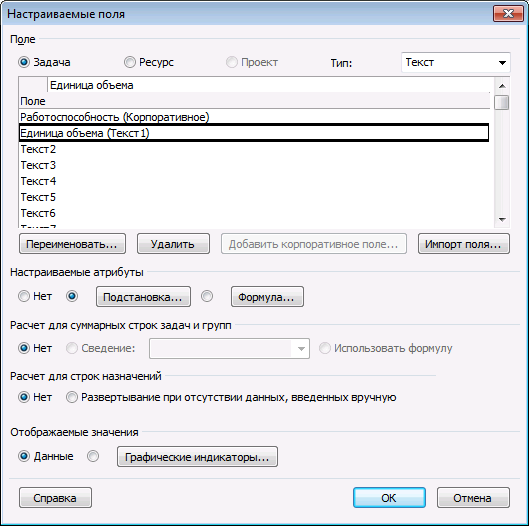 Настраиваемые поля
Поле
Задача Ресурс Проект Тип: Текст
Единица объема
Поле
Работоспособность (Корпоративное)
Единица объема (Текст1)
Текст2
Текст3
Текст4
Текст5
Текст6
Текст7
Переименовать... Удалить Добавить корпоративное поле... Импорт поля...
Настраиваемые атрибуты
Нет Подстановка... Формула...
Расчет для суммарных строк задач и групп
Нет Сведение: Использовать формулу
Расчет для строк назначений
Нет Развертывание при отсутствии данных, введенных вручную
Отображаемые значения
Данные Графические индикаторы...
Справка ОК Отмена